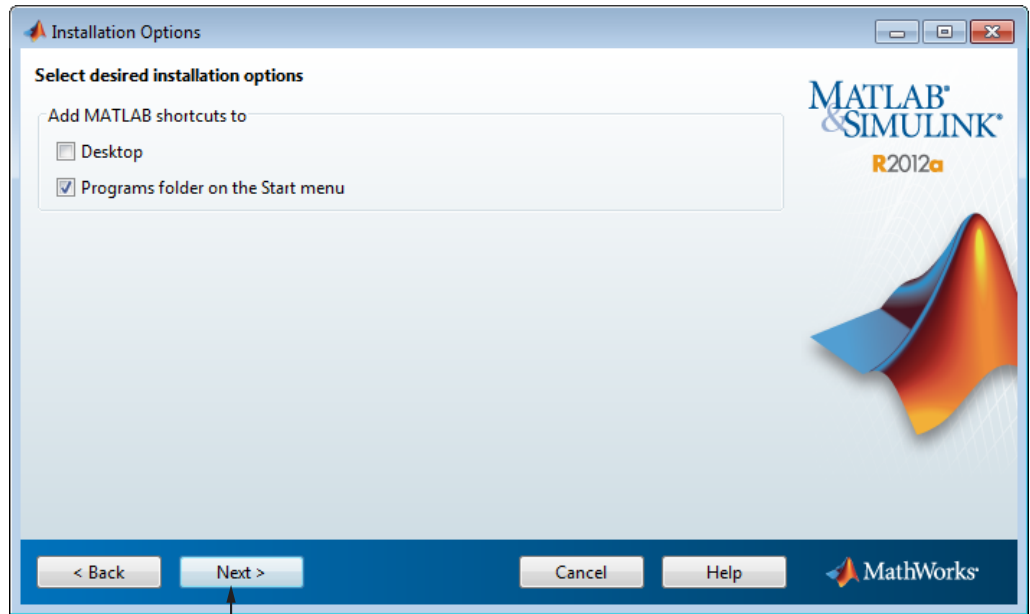 Installation Options
Select desired installation options
Add MATLAB shortcuts to
Desktop
Programs folder on the Start menu
MATLAB®
&SIMULINK®
R2012a
< Back
Next >
Cancel
Help
MathWorks®